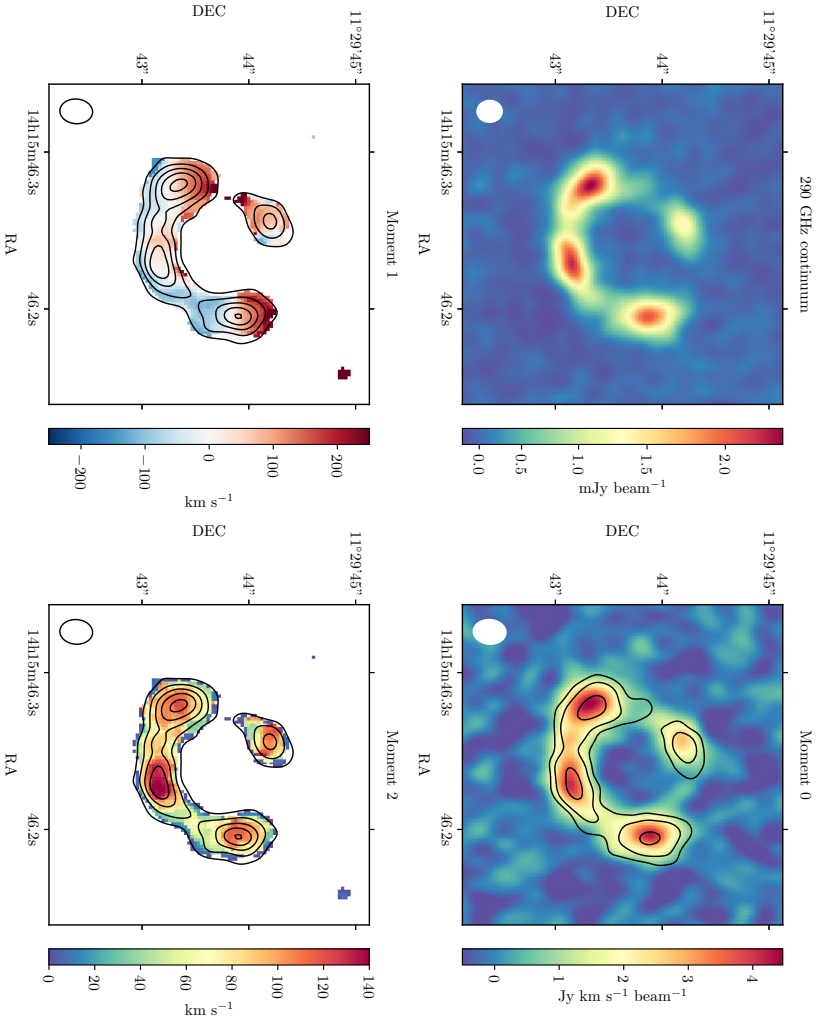 290 GHz continuum
DEC
11°29'45"
44"
43"
14h15m46.3s
46.2s
RA
0.0
0.5
1.0
1.5
2.0
mJy beam⁻¹
Moment 0
DEC
11°29'45"
44"
43"
14h15m46.3s
46.2s
RA
0
1
2
3
4
Jy km s⁻¹ beam⁻¹
Moment 1
DEC
11°29'45"
44"
43"
14h15m46.3s
46.2s
RA
−200
−100
0
100
200
km s⁻¹
Moment 2
DEC
11°29'45"
44"
43"
14h15m46.3s
46.2s
RA
0
20
40
60
80
100
120
140
km s⁻¹